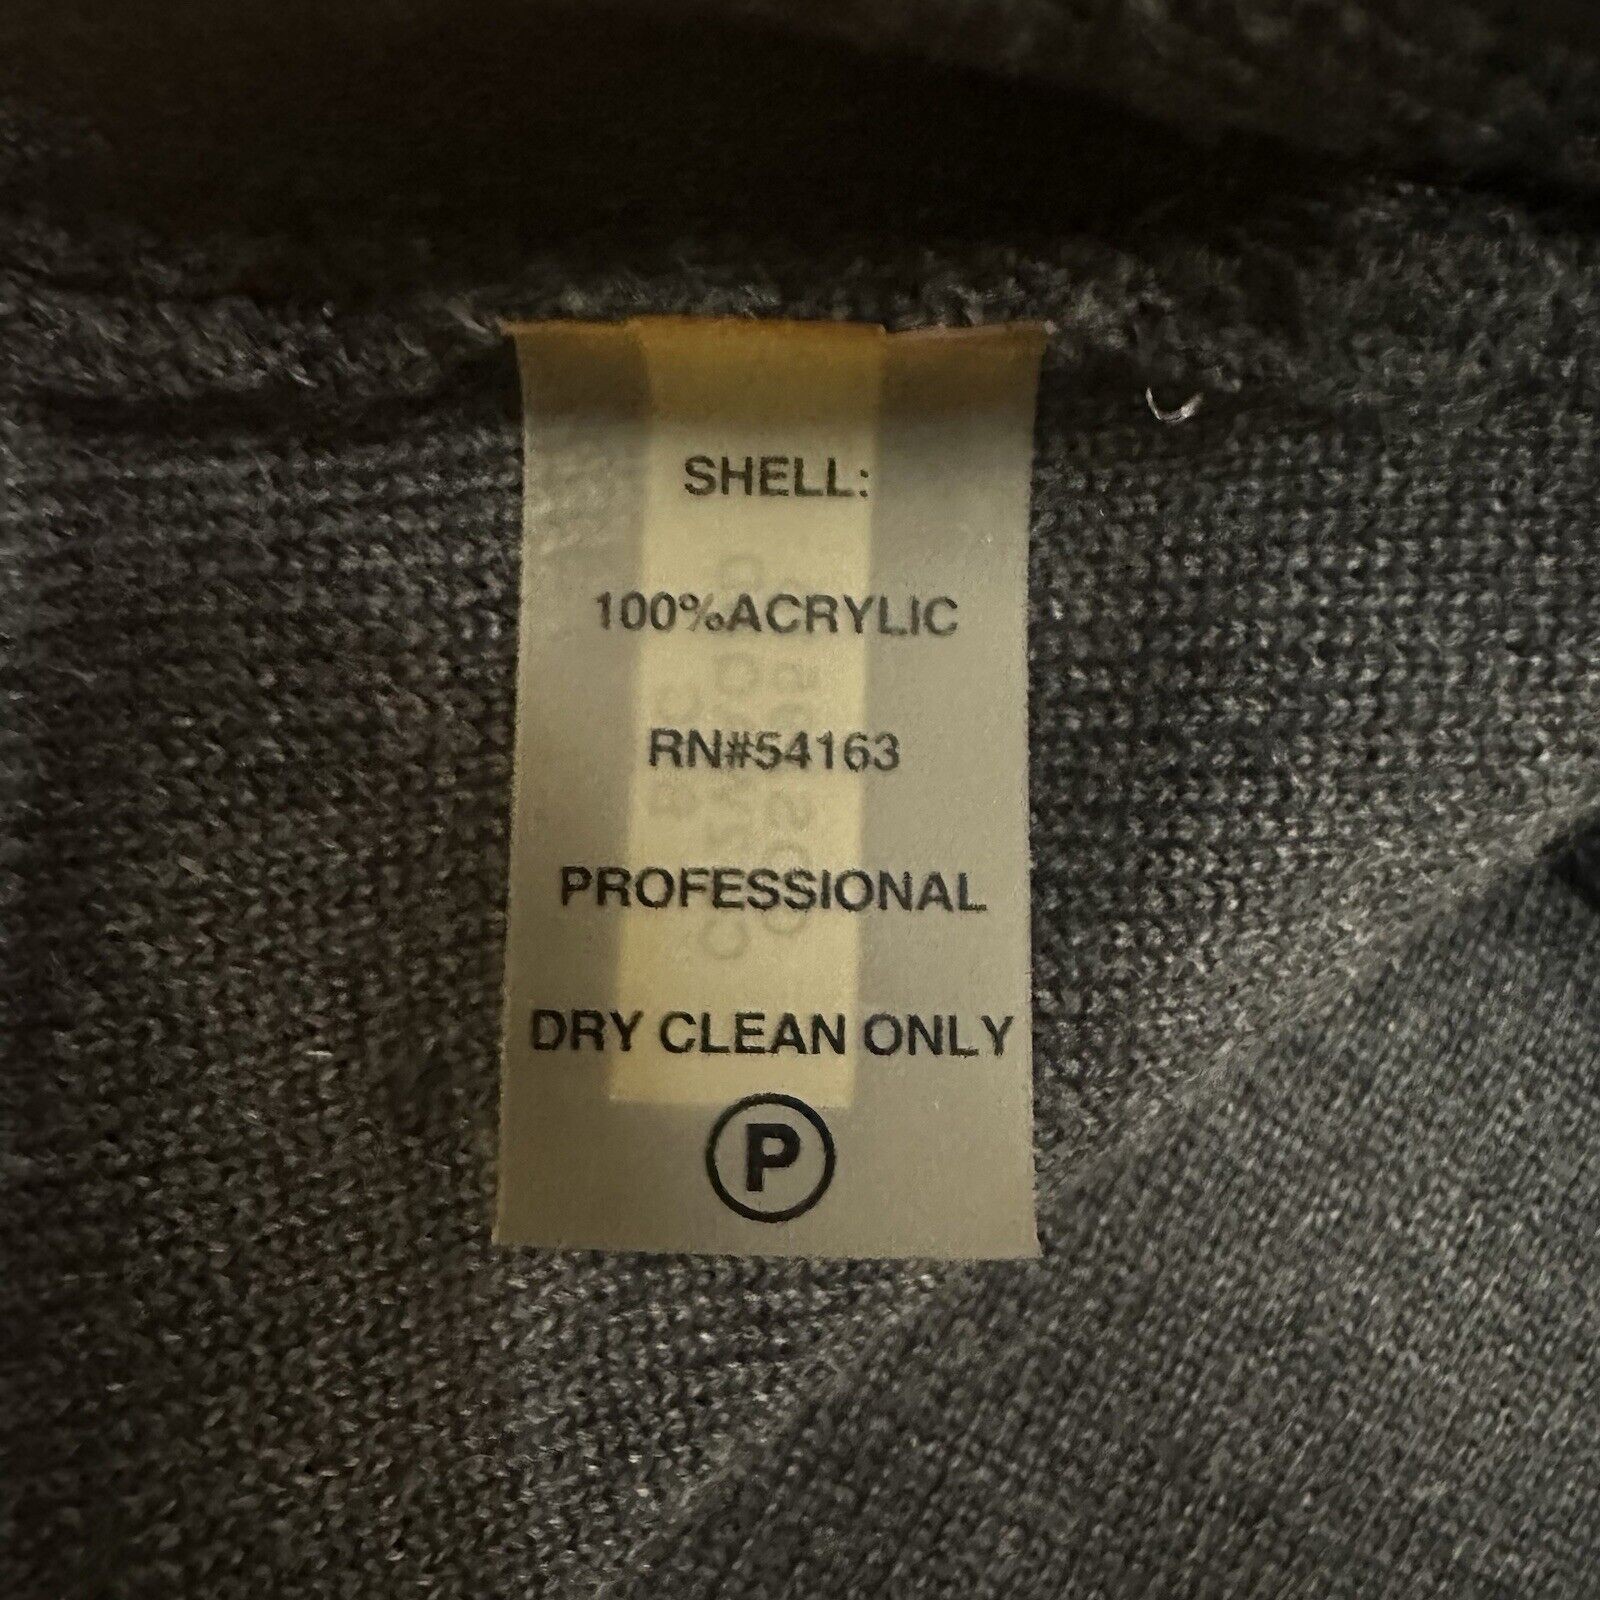 SHELL:
100%ACRYLIC
RN#54163
PROFESSIONAL
DRY CLEAN ONLY
P